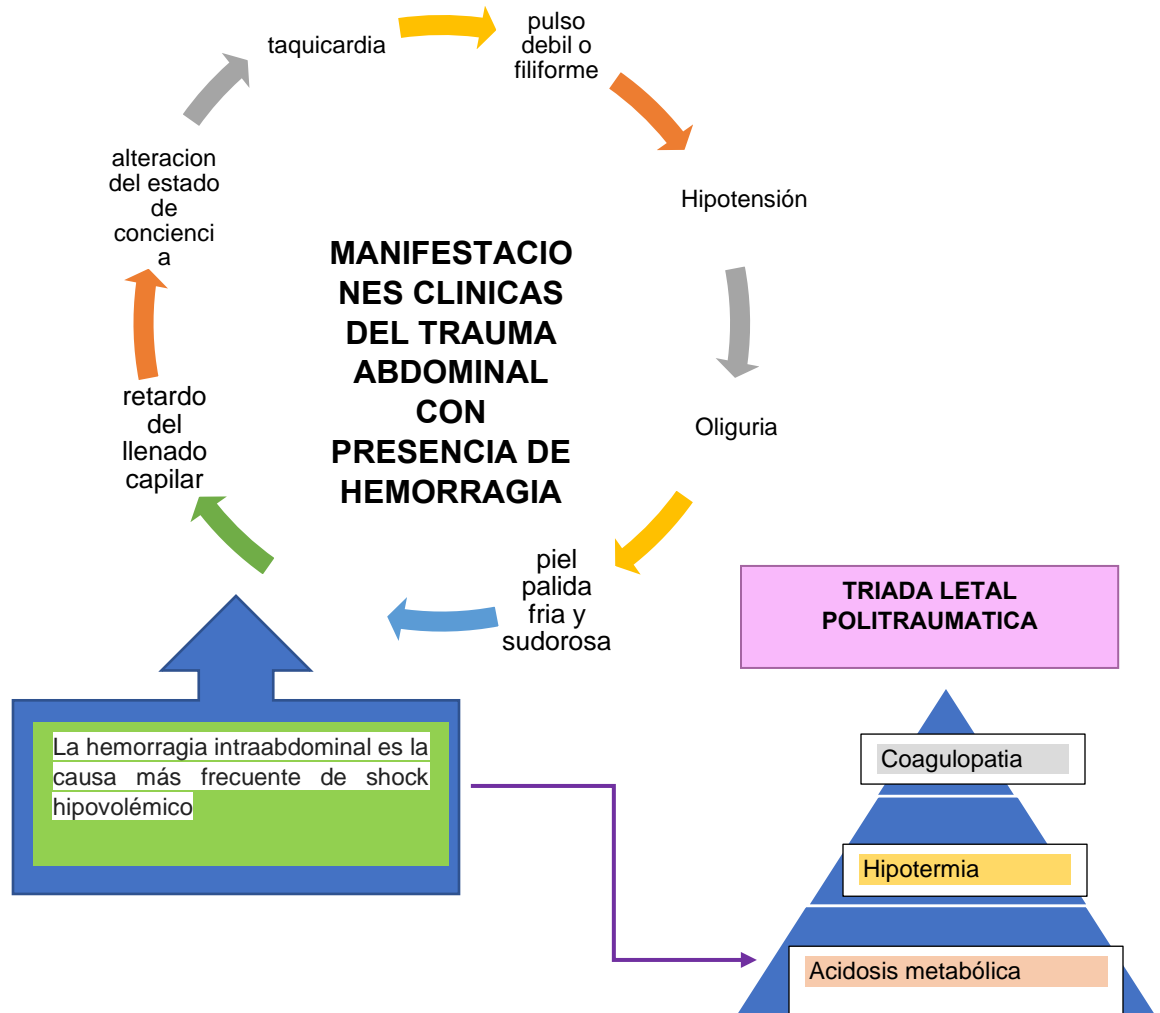 taquicardia
pulso
debil o
filiforme
Hipotensión
Oliguria
piel
palida
fria y
sudorosa
retardo
del
llenado
capilar
alteracion
del estado
de
concienci
a
MANIFESTACIO
NES CLINICAS
DEL TRAUMA
ABDOMINAL
CON
PRESENCIA DE
HEMORRAGIA
La hemorragia intraabdominal es la
causa más frecuente de shock
hipovolémico
TRIADA LETAL
POLITRAUMATICA
Coagulopatia
Hipotermia
Acidosis metabólica